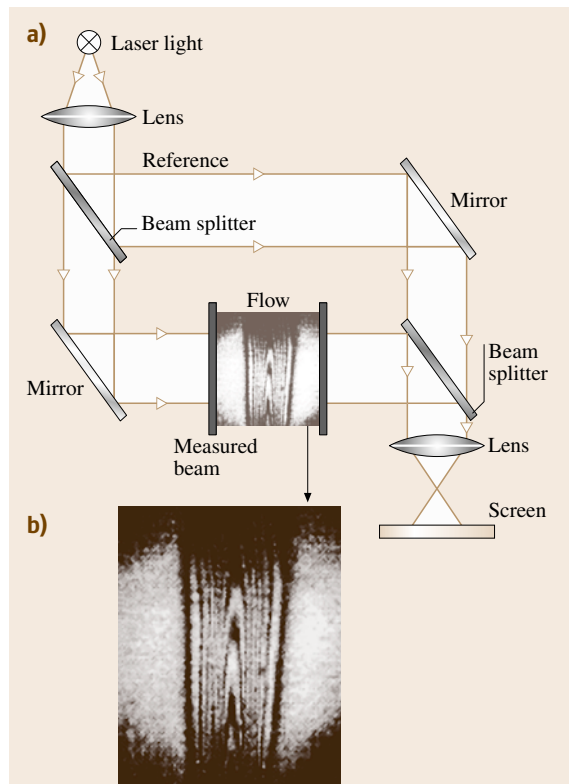 a)
Laser light
Lens
Reference
Mirror
Beam splitter
Flow
Mirror
Beam
splitter
Measured
beam
Lens
Screen
b)